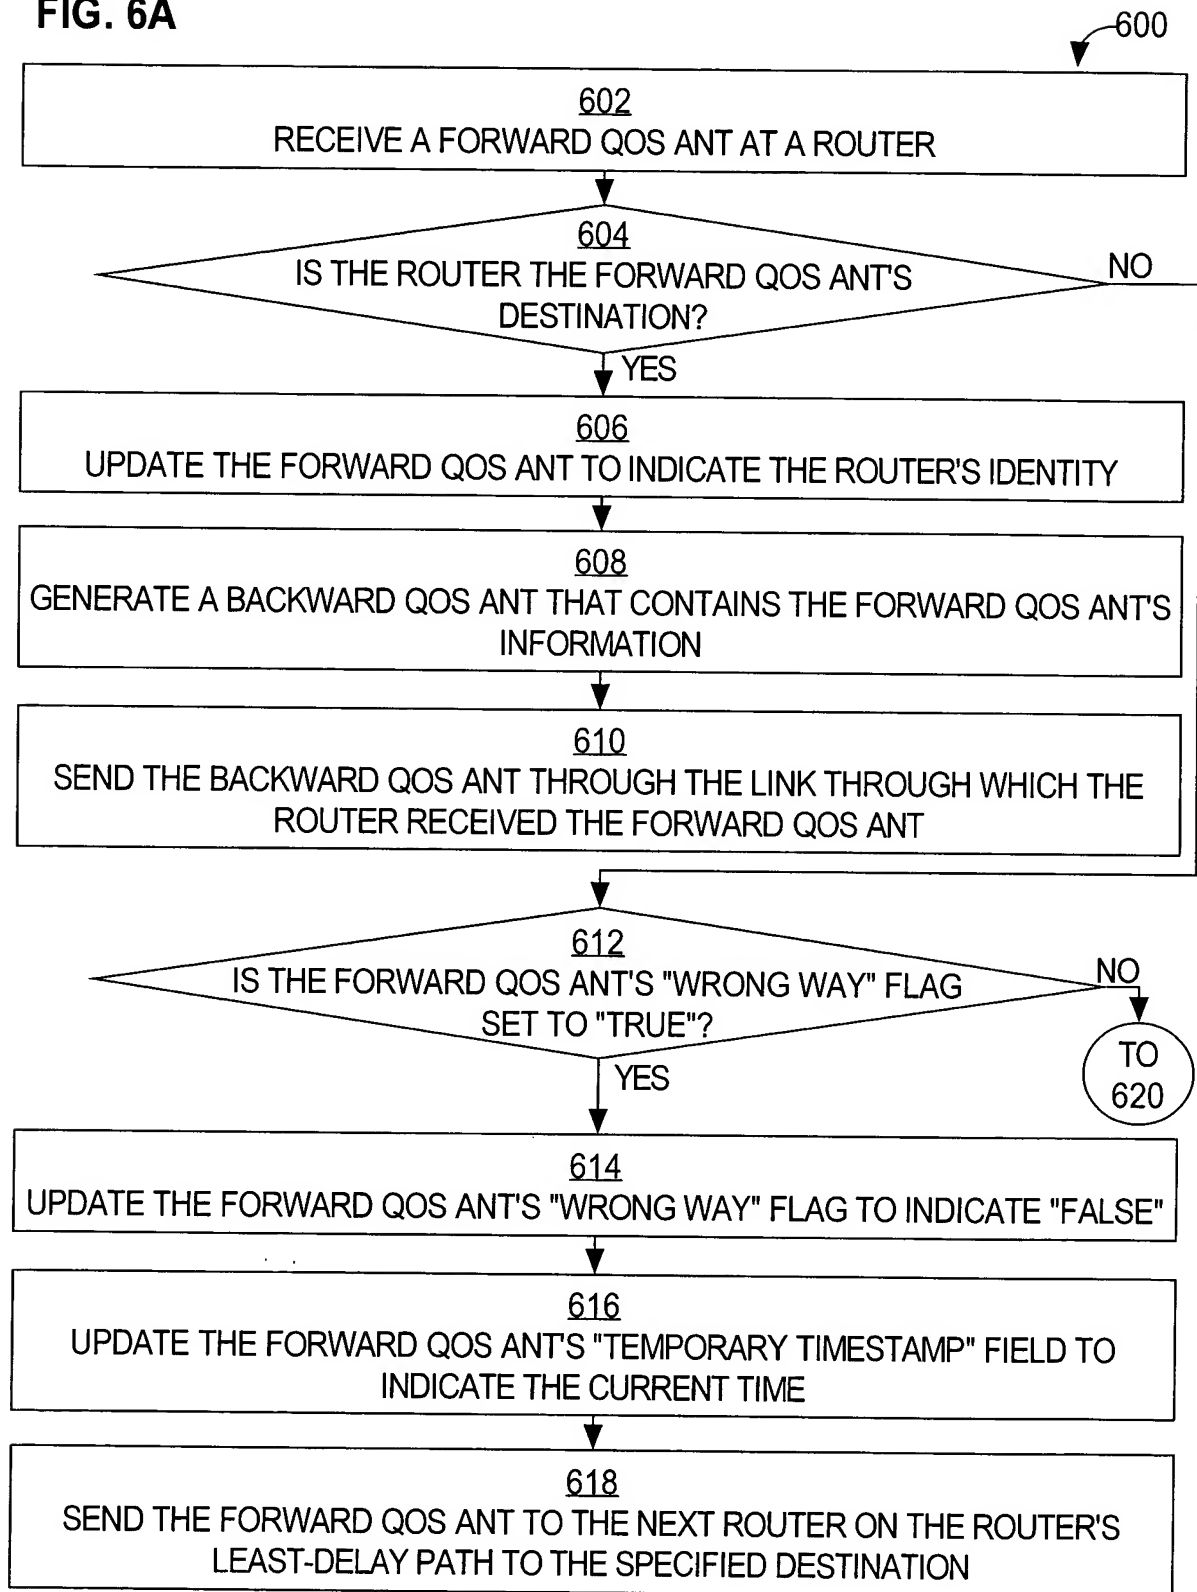 FIG. 6A
600
602
RECEIVE A FORWARD QOS ANT AT A ROUTER
604
IS THE ROUTER THE FORWARD QOS ANT'S
DESTINATION?
NO
YES
606
UPDATE THE FORWARD QOS ANT TO INDICATE THE ROUTER'S IDENTITY
608
GENERATE A BACKWARD QOS ANT THAT CONTAINS THE FORWARD QOS ANT'S
INFORMATION
610
SEND THE BACKWARD QOS ANT THROUGH THE LINK THROUGH WHICH THE
ROUTER RECEIVED THE FORWARD QOS ANT
612
IS THE FORWARD QOS ANT'S "WRONG WAY" FLAG
SET TO "TRUE"?
NO
TO
620
YES
614
UPDATE THE FORWARD QOS ANT'S "WRONG WAY" FLAG TO INDICATE "FALSE"
616
UPDATE THE FORWARD QOS ANT'S "TEMPORARY TIMESTAMP" FIELD TO
INDICATE THE CURRENT TIME
618
SEND THE FORWARD QOS ANT TO THE NEXT ROUTER ON THE ROUTER'S
LEAST-DELAY PATH TO THE SPECIFIED DESTINATION